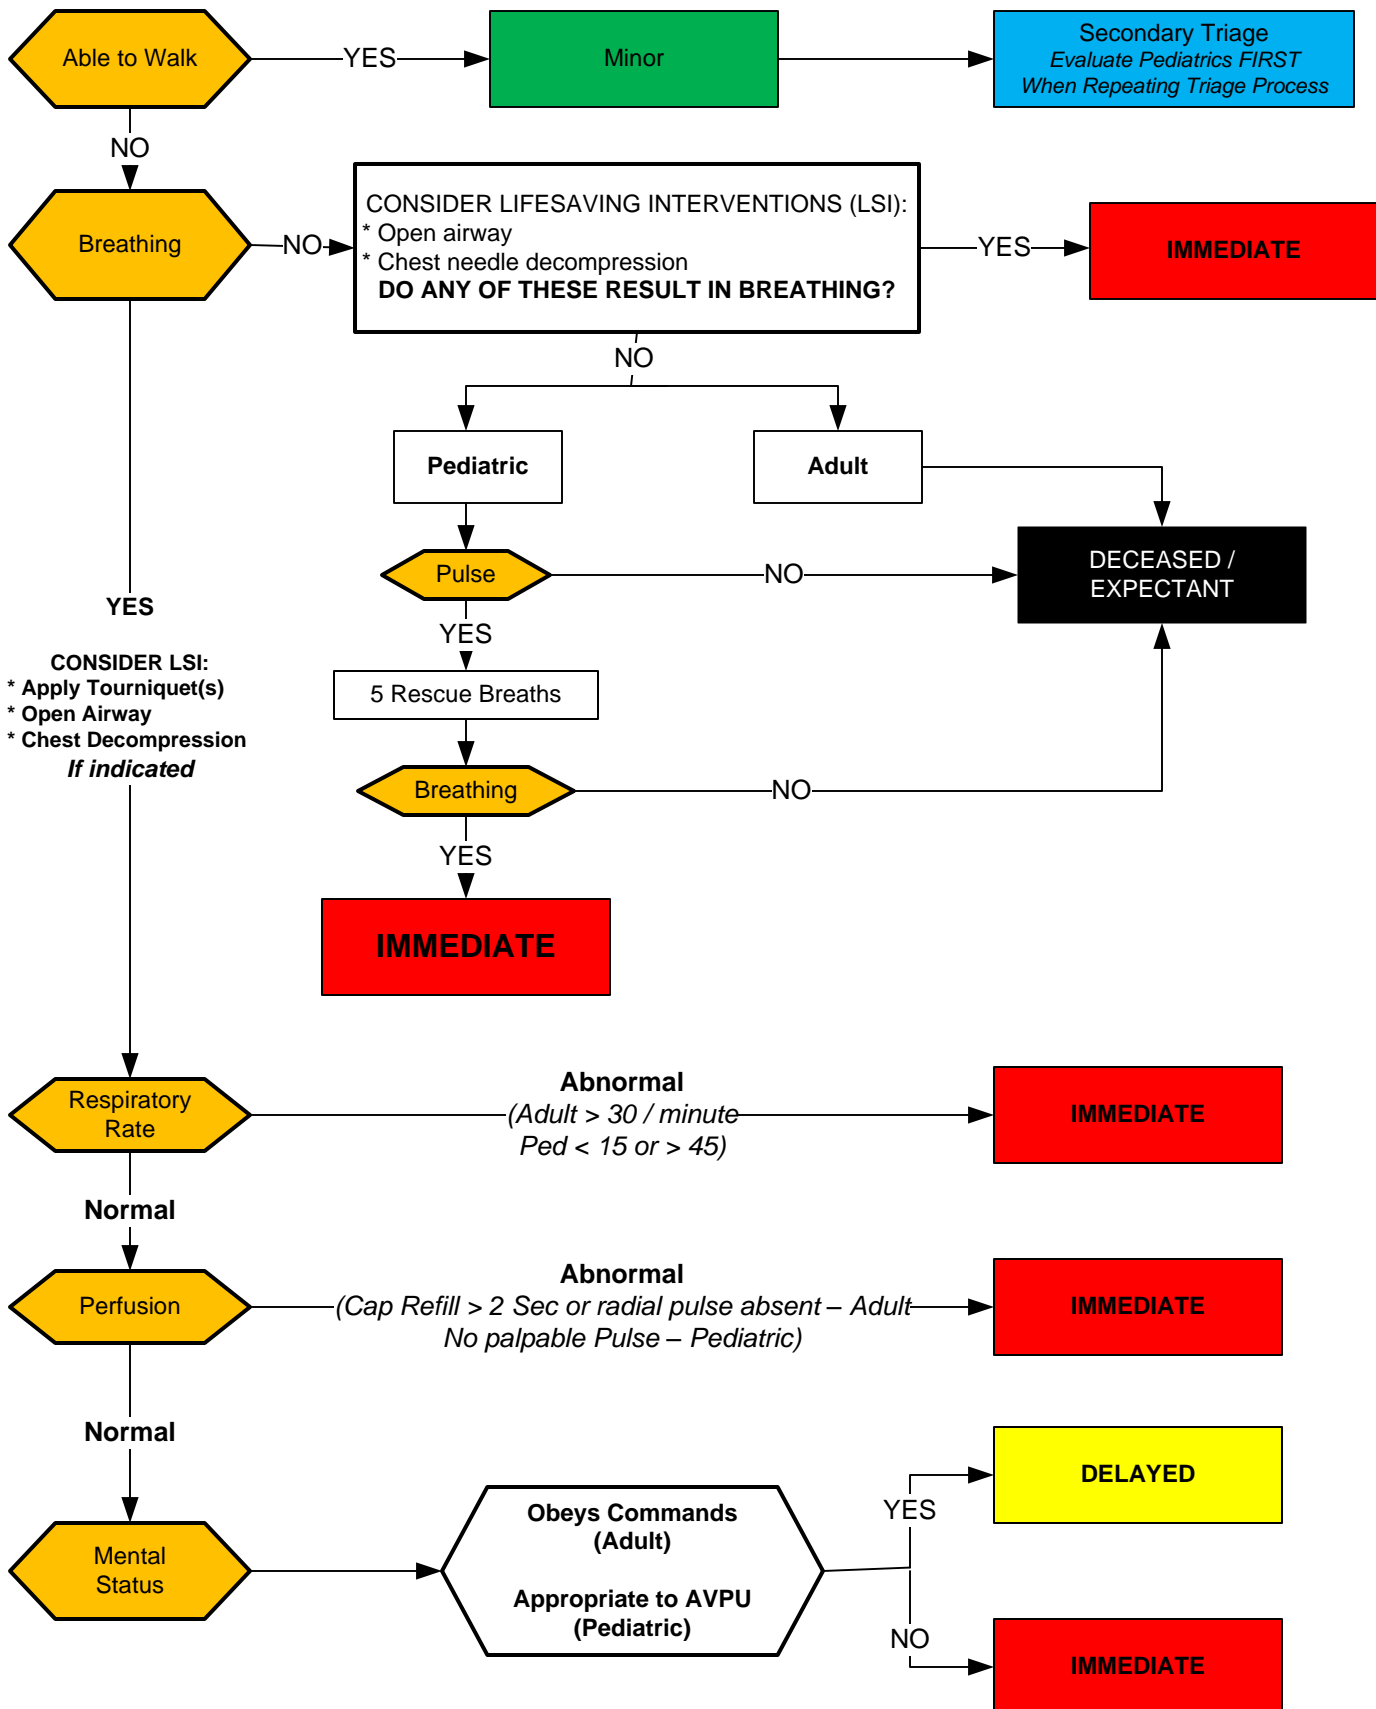 Able to Walk
YES
Minor
Secondary Triage
Evaluate Pediatrics FIRST
When Repeating Triage Process
NO
Breathing
NO
CONSIDER LIFESAVING INTERVENTIONS (LSI):
* Open airway
* Chest needle decompression
DO ANY OF THESE RESULT IN BREATHING?
YES
IMMEDIATE
NO
Pediatric
Adult
Pulse
NO
DECEASED /
EXPECTANT
YES
5 Rescue Breaths
Breathing
NO
YES
IMMEDIATE
YES
CONSIDER LSI:
* Apply Tourniquet(s)
* Open Airway
* Chest Decompression
If indicated
Respiratory
Rate
Abnormal
(Adult > 30 / minute
Ped < 15 or > 45)
IMMEDIATE
Normal
Perfusion
Abnormal
(Cap Refill > 2 Sec or radial pulse absent – Adult
No palpable Pulse – Pediatric)
IMMEDIATE
Normal
Mental
Status
Obeys Commands
(Adult)
Appropriate to AVPU
(Pediatric)
YES
DELAYED
NO
IMMEDIATE